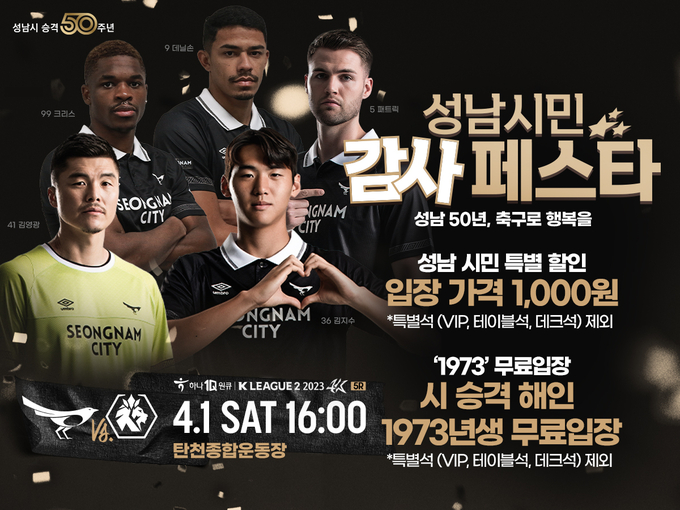 성남시 승격 50주년
9 데닐손
99 크리스
5 패트릭
41 김영광
36 김지수
SEONGNAM
CITY
umbro
SEONGNAM
CITY
umbro
ONGNAM
CITY
NAM
성남시민
감사 페스타
성남 50년, 축구로 행복을
성남 시민 특별 할인
입장 가격 1,000원
*특별석 (VIP, 테이블석, 데크석) 제외
‘1973’ 무료입장
시 승격 해인
1973년생 무료입장
*특별석 (VIP, 테이블석, 데크석) 제외
하나 1Q 원큐 | K LEAGUE 2 2023 5R
VS.
4.1 SAT 16:00
탄천종합운동장